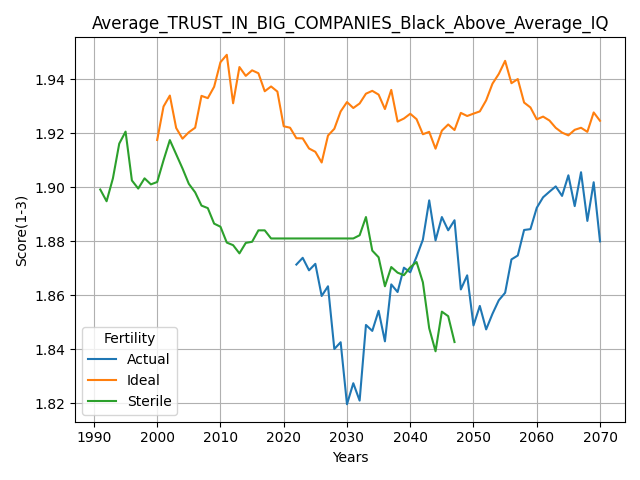 Average_TRUST_IN_BIG_COMPANIES_Black_Above_Average_IQ
Score(1-3)
1.94
1.92
1.90
1.88
1.86
1.84
1.82
Fertility
Actual
Ideal
Sterile
1990 2000 2010 2020 2030 2040 2050 2060 2070
Years